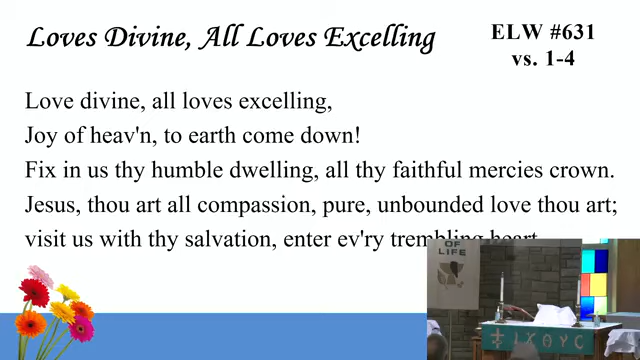 Loves Divine, All Loves Excelling
ELW #631
vs. 1-4
Love divine, all loves excelling,
Joy of heav'n, to earth come down!
Fix in us thy humble dwelling, all thy faithful mercies crown.
Jesus, thou art all compassion, pure, unbounded love thou art;
visit us with thy salvation, enter ev'ry trembling heart
OF
LIFE
ΙΧΘΥC